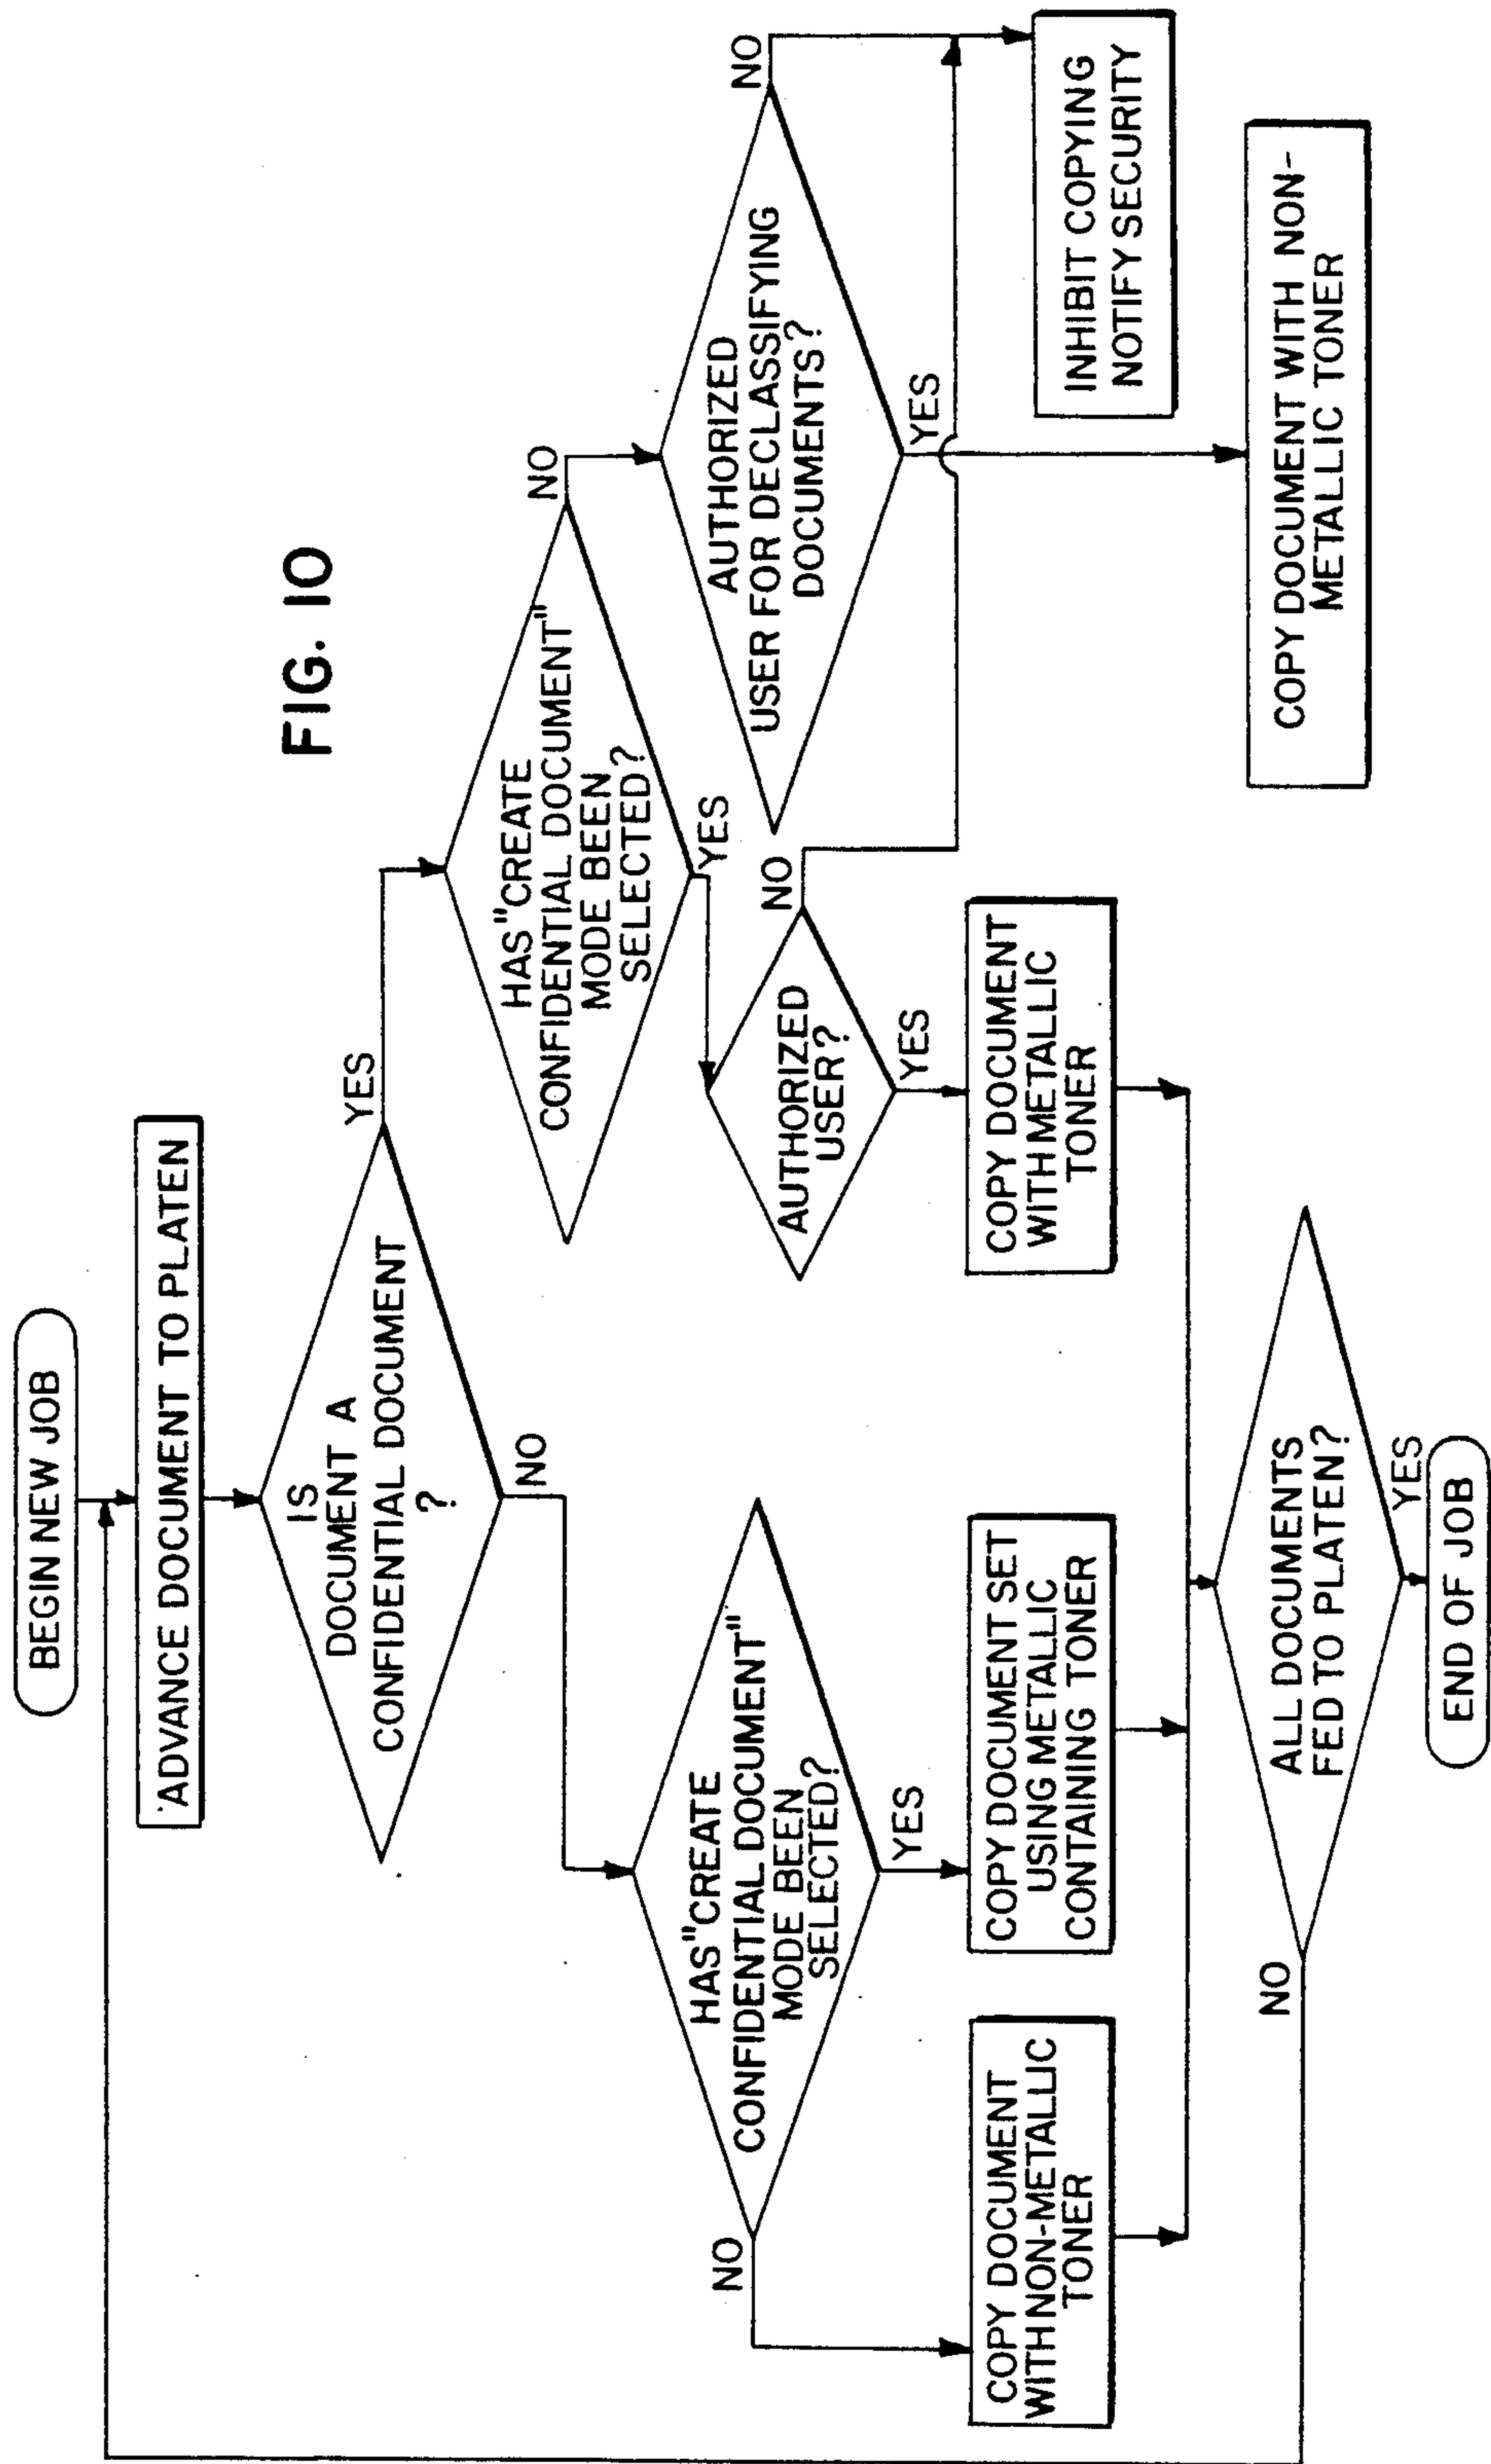 FIG. 10
BEGIN NEW JOB
ADVANCE DOCUMENT TO PLATEN
IS
DOCUMENT A
CONFIDENTIAL DOCUMENT
?
YES
NO
HAS "CREATE
CONFIDENTIAL DOCUMENT"
MODE BEEN
SELECTED?
NO
YES
COPY DOCUMENT
WITH NON-METALLIC
TONER
COPY DOCUMENT SET
USING METALLIC
CONTAINING TONER
HAS "CREATE
CONFIDENTIAL DOCUMENT"
MODE BEEN
SELECTED?
NO
YES
AUTHORIZED
USER?
NO
YES
COPY DOCUMENT
WITH METALLIC
TONER
AUTHORIZED
USER FOR DECLASSIFYING
DOCUMENTS?
NO
YES
INHIBIT COPYING
NOTIFY SECURITY
COPY DOCUMENT WITH NON-
METALLIC TONER
ALL DOCUMENTS
FED TO PLATEN?
NO
YES
END OF JOB